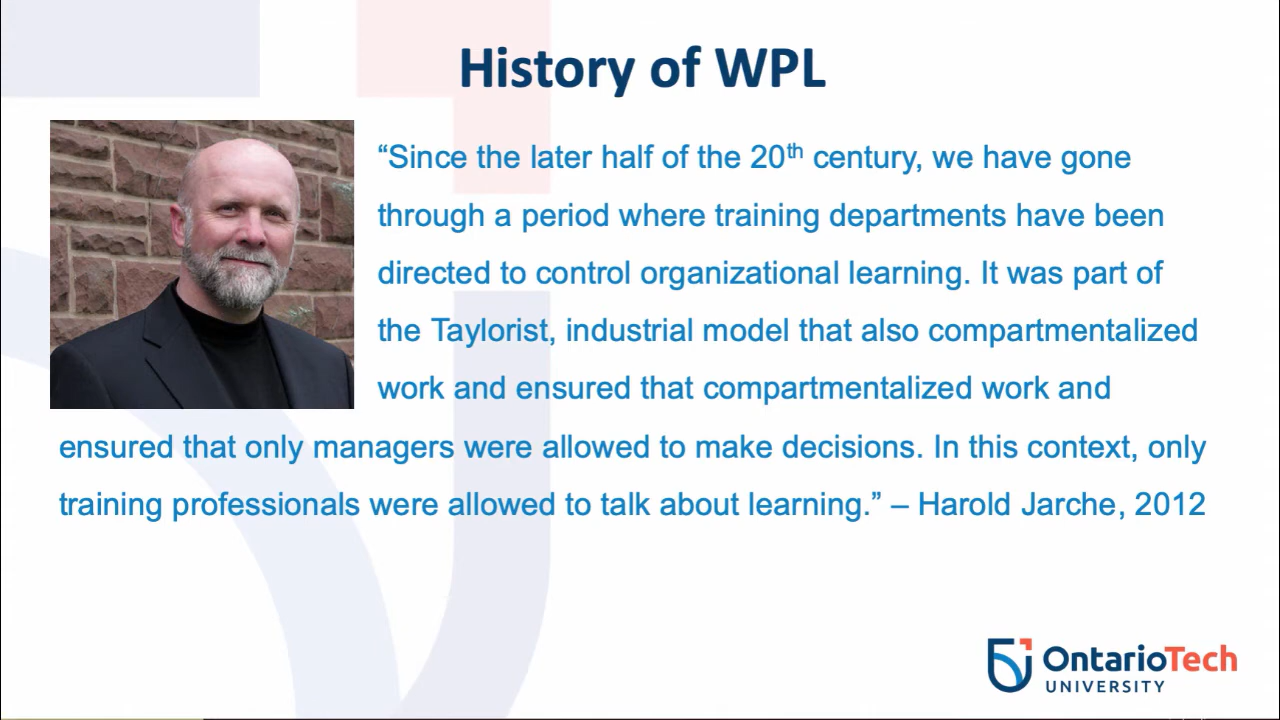 History of WPL
“Since the later half of the 20th century, we have gone
through a period where training departments have been
directed to control organizational learning. It was part of
the Taylorist, industrial model that also compartmentalized
work and ensured that compartmentalized work and
ensured that only managers were allowed to make decisions. In this context, only
training professionals were allowed to talk about learning.” – Harold Jarche, 2012
OntarioTech
UNIVERSITY